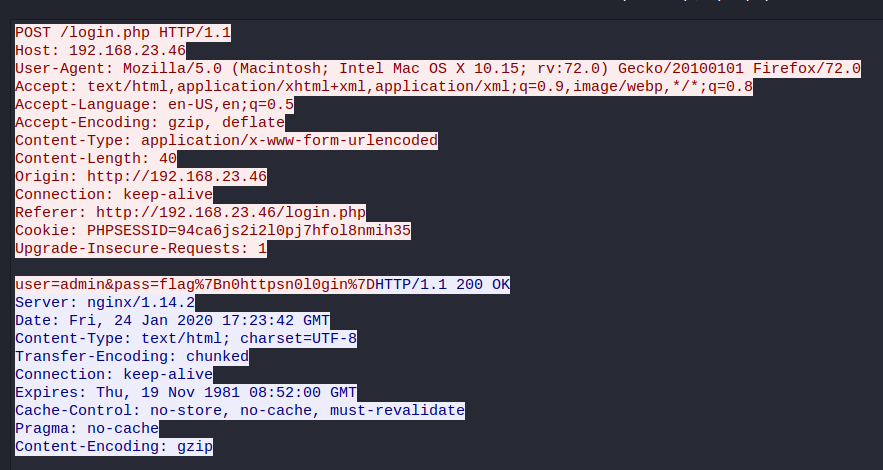 POST /login.php HTTP/1.1
Host: 192.168.23.46
User-Agent: Mozilla/5.0 (Macintosh; Intel Mac OS X 10.15; rv:72.0) Gecko/20100101 Firefox/72.0
Accept: text/html,application/xhtml+xml,application/xml;q=0.9,image/webp,*/*;q=0.8
Accept-Language: en-US,en;q=0.5
Accept-Encoding: gzip, deflate
Content-Type: application/x-www-form-urlencoded
Content-Length: 40
Origin: http://192.168.23.46
Connection: keep-alive
Referer: http://192.168.23.46/login.php
Cookie: PHPSESSID=94ca6js2i2l0pj7hfol8nmih35
Upgrade-Insecure-Requests: 1

user=admin&pass=flag%7Bn0httpsn0l0gin%7DHTTP/1.1 200 OK
Server: nginx/1.14.2
Date: Fri, 24 Jan 2020 17:23:42 GMT
Content-Type: text/html; charset=UTF-8
Transfer-Encoding: chunked
Connection: keep-alive
Expires: Thu, 19 Nov 1981 08:52:00 GMT
Cache-Control: no-store, no-cache, must-revalidate
Pragma: no-cache
Content-Encoding: gzip